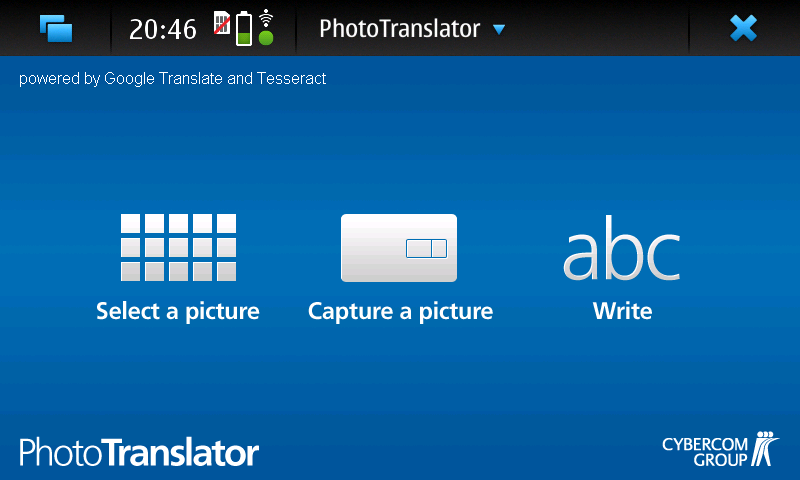 20:46 PhotoTranslator
powered by Google Translate and Tesseract
abc
Select a picture Capture a picture Write
PhotoTranslator
CYBERCOM
GROUP